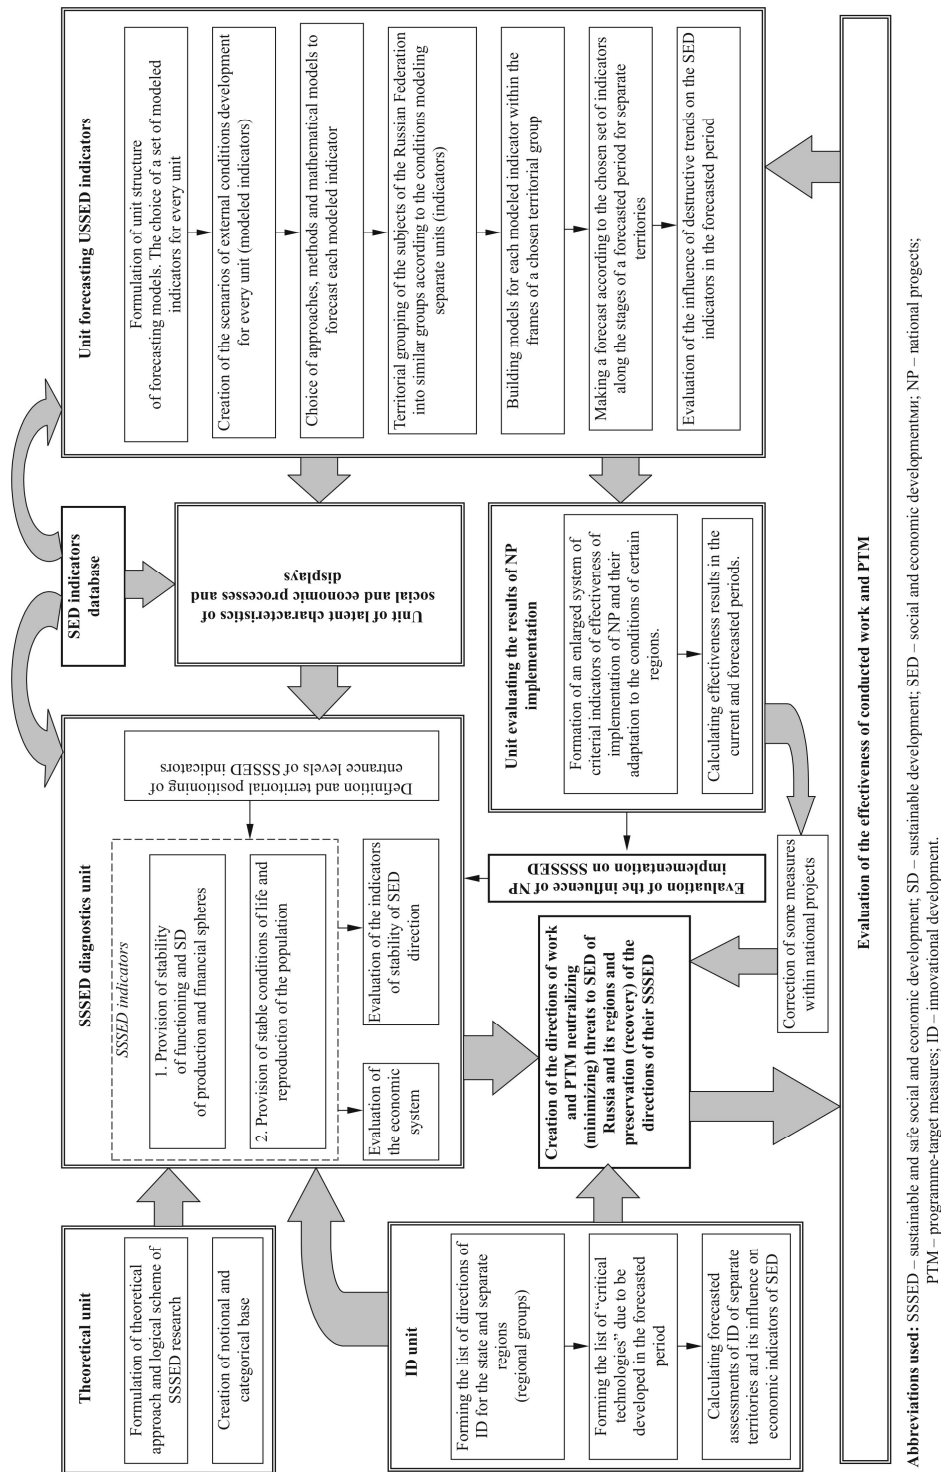 Theoretical unit
Formulation of theoretical
approach and logical scheme of
SSSED research
Creation of notional and
categorical base
SSSED diagnostics unit
SSSED indicators
1. Provision of stability
of functioning and SD
of production and financial spheres
2. Provision of stable conditions of life and
reproduction of the population
Definition and territorial positioning of
entrance levels of SSSED indicators
Evaluation of
the economic
system
Evaluation of the indicators
of stability of SED
direction
SED indicators
database
Unit of latent characteristics of
social and economic processes and
displays
Unit forecasting USSED indicators
Formulation of unit structure
of forecasting models. The choice of a set of modeled
indicators for every unit
Creation of the scenarios of external conditions development
for every unit (modeled indicators)
Choice of approaches, methods and mathematical models to
forecast each modeled indicator
Territorial grouping of the subjects of the Russian Federation
into similar groups according to the conditions modeling
separate units (indicators)
Building models for each modeled indicator within the
frames of a chosen territorial group
Making a forecast according to the chosen set of indicators
along the stages of a forecasted period for separate
territories
Evaluation of the influence of destructive trends on the SED
indicators in the forecasted period
ID unit
Forming the list of directions of
ID for the state and separate
regions
(regional groups)
Forming the list of “critical
technologies” due to be
developed in the forecasted
period
Calculating forecasted
assessments of ID of separate
territories and its influence on
economic indicators of SED
Creation of the directions of work
and PTM neutralizing
(minimizing) threats to SED of
Russia and its regions and
preservation (recovery) of the
directions of their SSSED
Evaluation of the influence of NP
implementation on SSSED
Unit evaluating the results of NP
implementation
Formation of an enlarged system of
criterial indicators of effectiveness of
implementation of NP and their
adaptation to the conditions of certain
regions.
Calculating effectiveness results in the
current and forecasted periods.
Correction of some measures
within national projects
Evaluation of the effectiveness of conducted work and PTM
Abbreviations used: SSSED – sustainable and safe social and economic development; SD – sustainable development; SED – social and economic developmentми; NP – national progects;
PTM – programme-target measures; ID – innovational development.